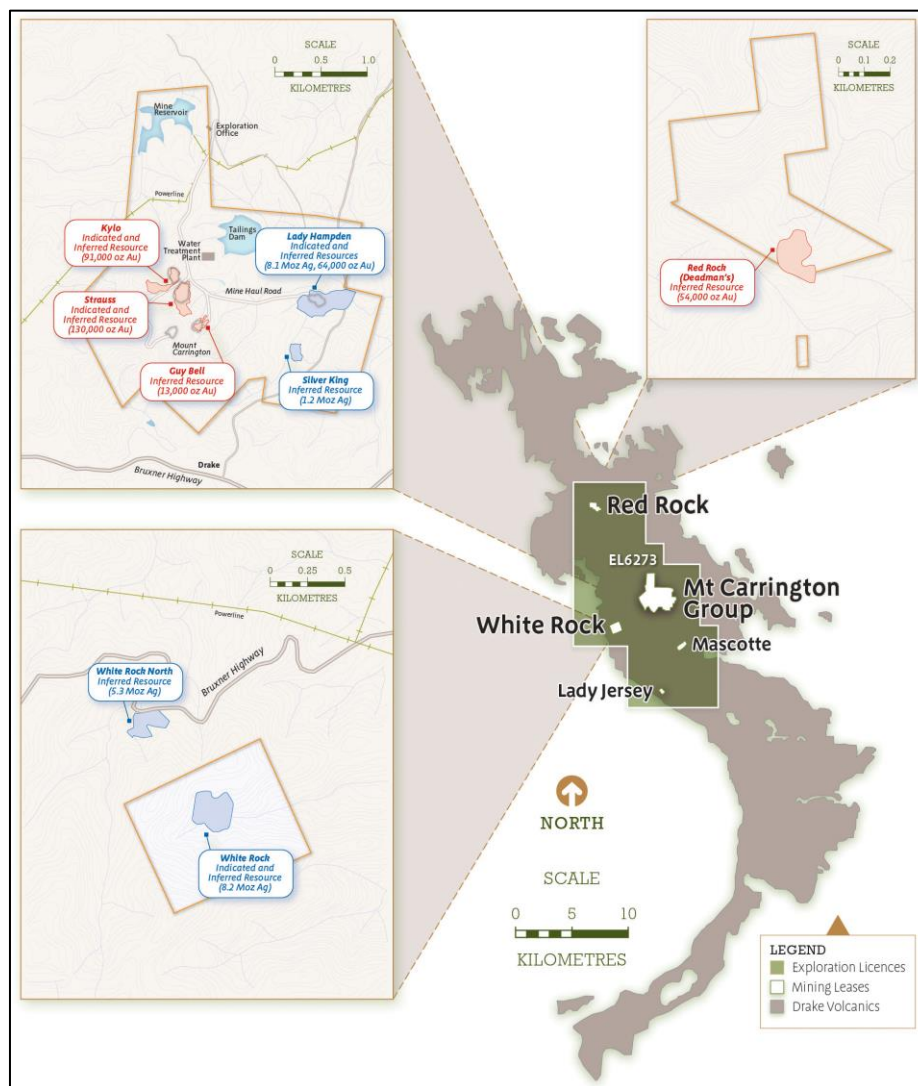 SCALE
0 0.5 1.0
KILOMETRES
Mine
Reservoir
Exploration
Office
Powerline
Kylo
Indicated and
Inferred Resource
(91,000 oz Au)
Water
Treatment
Plant
Tailings
Dam
Lady Hampden
Indicated and
Inferred Resources
(8.1 Moz Ag, 64,000 oz Au)
Strauss
Indicated and
Inferred Resource
(130,000 oz Au)
Mine Haul Road
Mount
Carrington
Guy Bell
Inferred Resource
(13,000 oz Au)
Silver King
Inferred Resource
(1.2 Moz Ag)
Drake
Bruxner Highway
SCALE
0 0.1 0.2
KILOMETRES
Red Rock
(Deadman's)
Inferred Resource
(54,000 oz Au)
SCALE
0 0.25 0.5
KILOMETRES
Powerline
White Rock North
Inferred Resource
(5.3 Moz Ag)
Bruxner Highway
White Rock
Indicated and
Inferred Resource
(8.2 Moz Ag)
Red Rock
EL6273
Mt Carrington
Group
White Rock
Mascotte
Lady Jersey
NORTH
SCALE
0 5 10
KILOMETRES
LEGEND
Exploration Licences
Mining Leases
Drake Volcanics